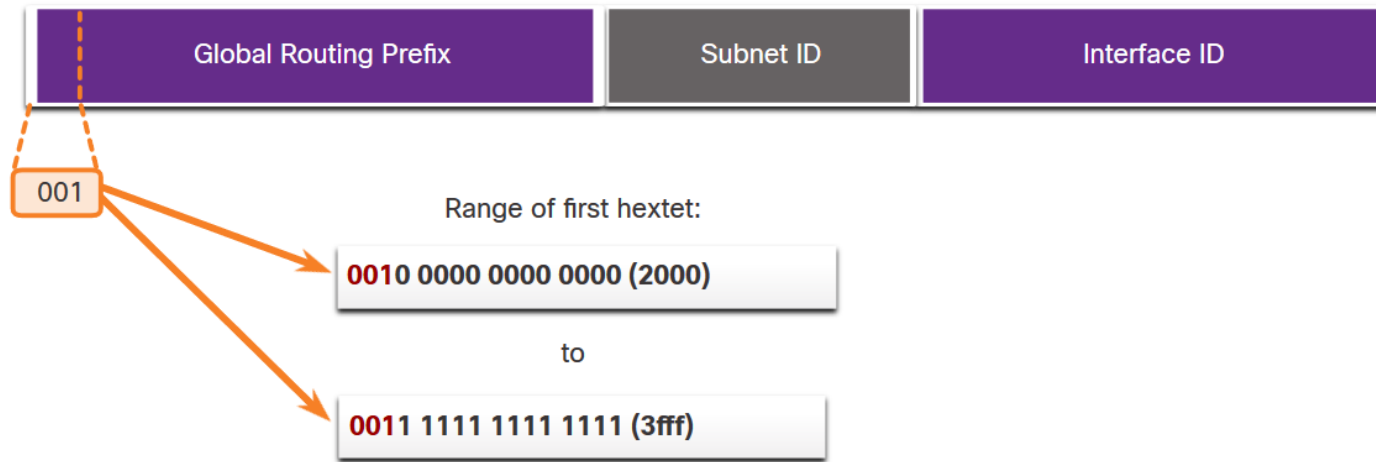 Global Routing Prefix
Subnet ID
Interface ID
001
Range of first hextet:
0010 0000 0000 0000 (2000)
to
0011 1111 1111 1111 (3fff)